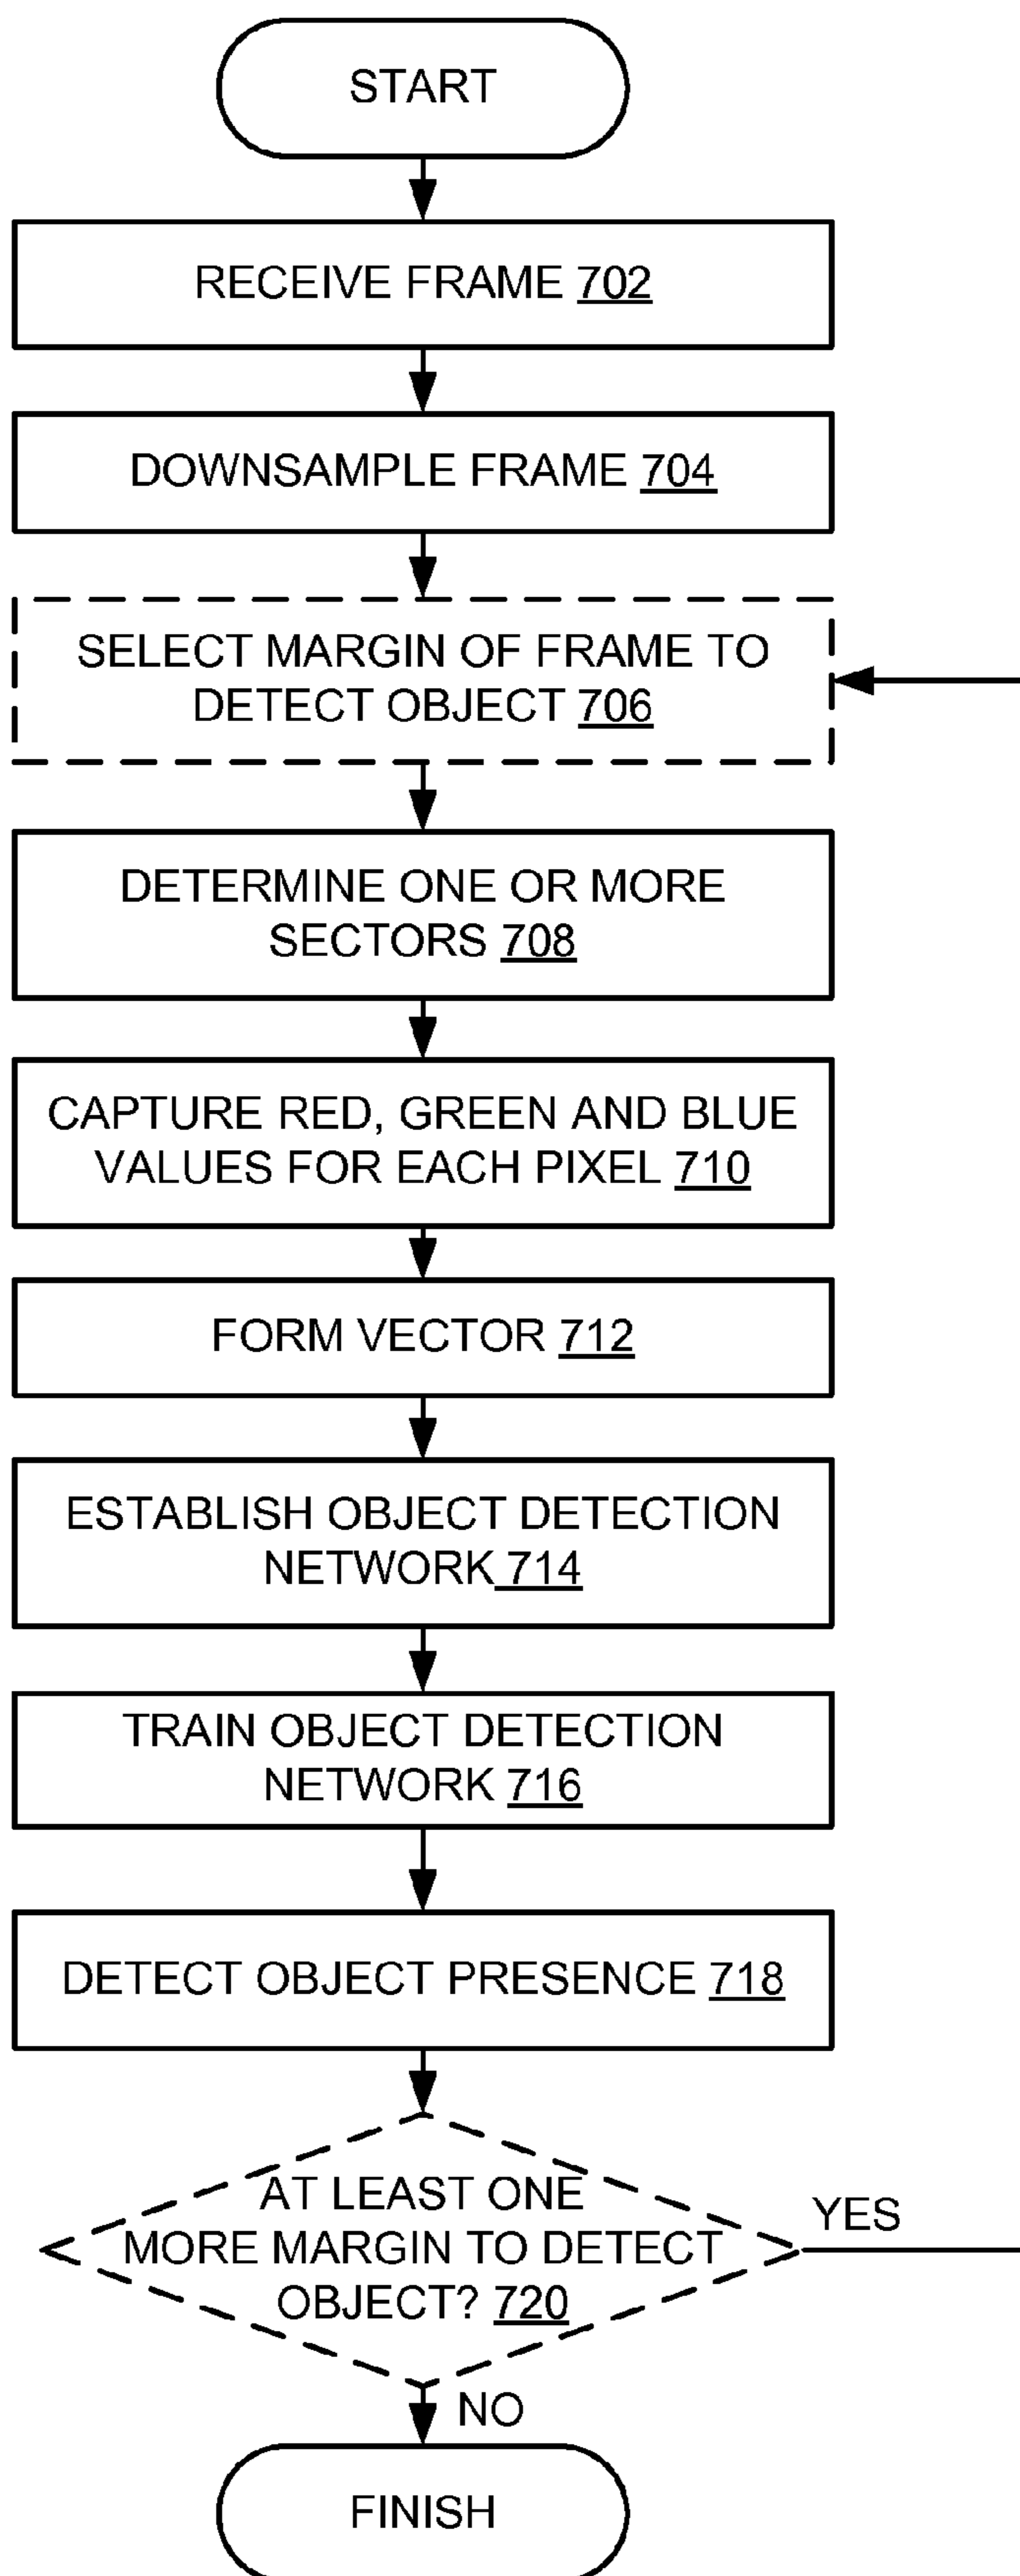 START
RECEIVE FRAME 702
DOWNSAMPLE FRAME 704
SELECT MARGIN OF FRAME TO
DETECT OBJECT 706
DETERMINE ONE OR MORE
SECTORS 708
CAPTURE RED, GREEN AND BLUE
VALUES FOR EACH PIXEL 710
FORM VECTOR 712
ESTABLISH OBJECT DETECTION
NETWORK 714
TRAIN OBJECT DETECTION
NETWORK 716
DETECT OBJECT PRESENCE 718
AT LEAST ONE
MORE MARGIN TO DETECT
OBJECT? 720
YES
NO
FINISH